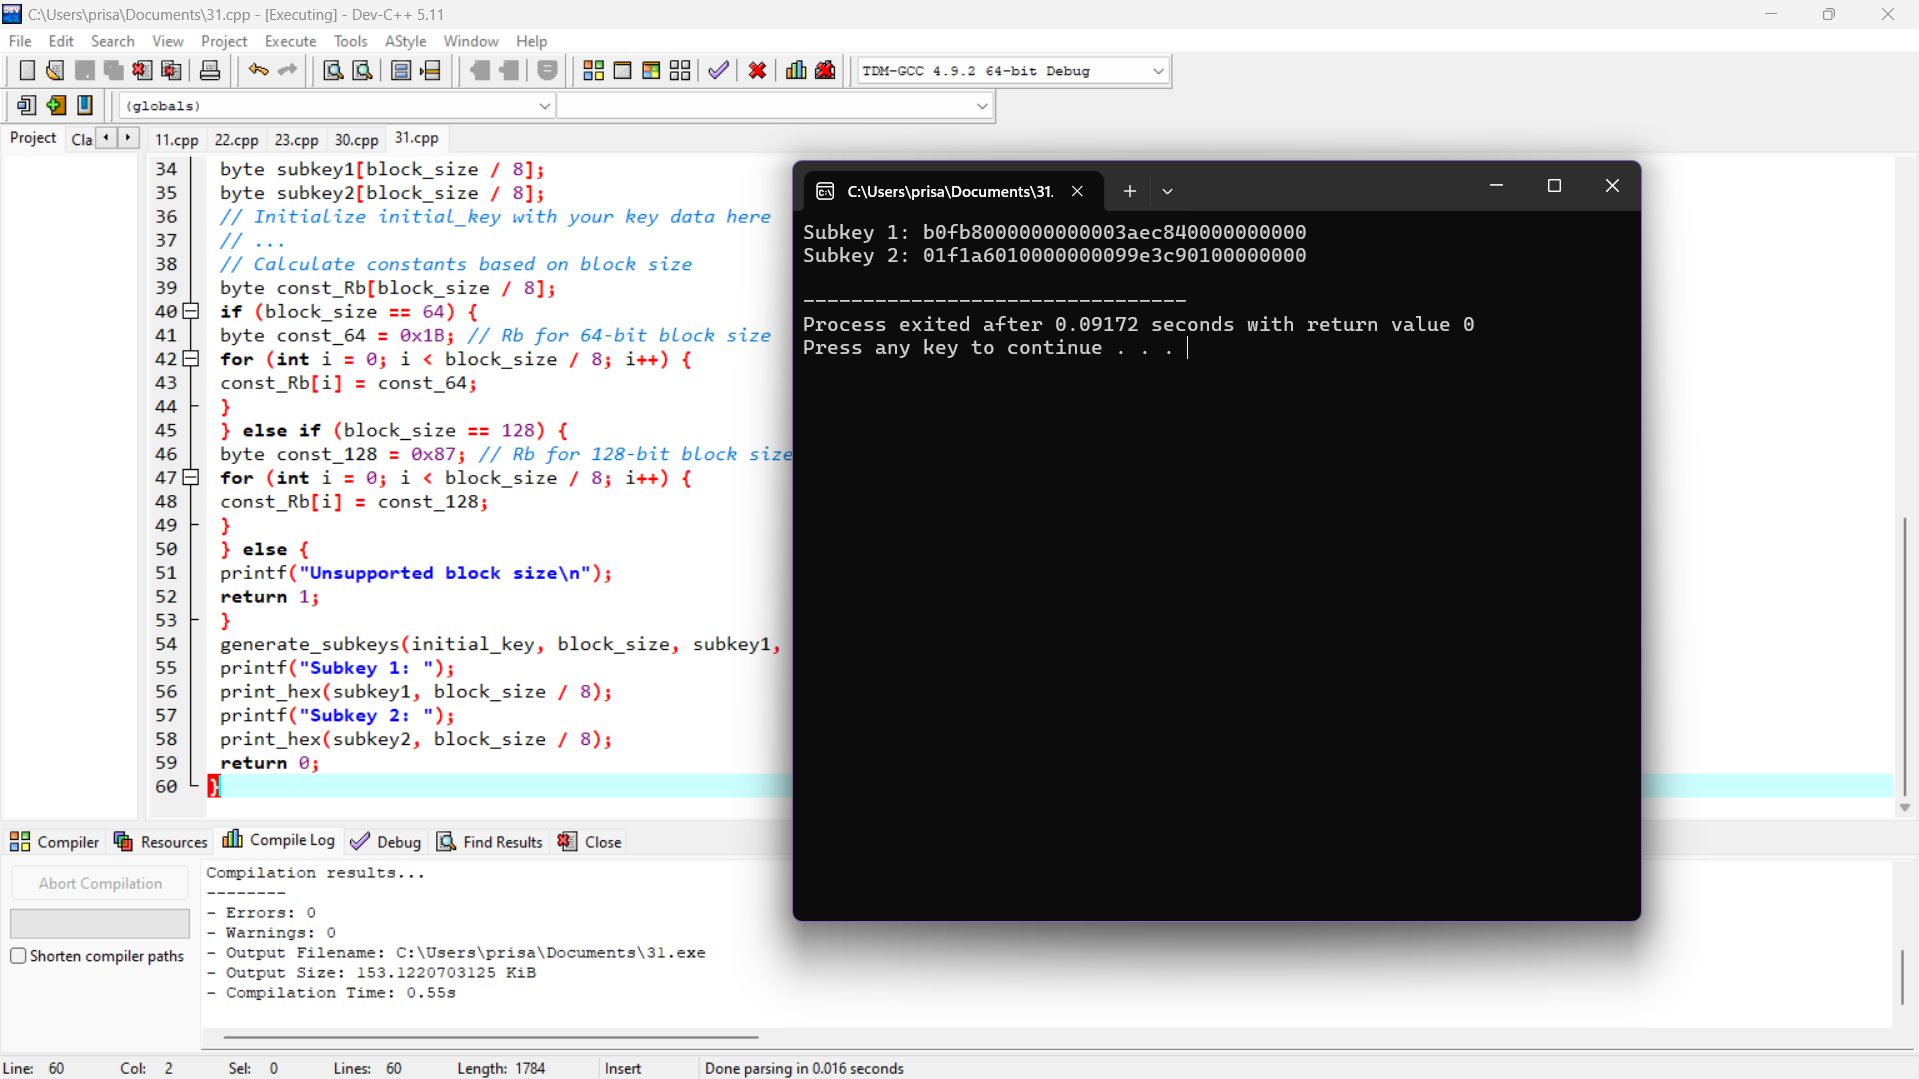 C:\Users\prisa\Documents\31.cpp - [Executing] - Dev-C++ 5.11
File Edit Search View Project Execute Tools AStyle Window Help
TDM-GCC 4.9.2 64-bit Debug
(globals)
Project Cla 11.cpp 22.cpp 23.cpp 30.cpp 31.cpp
34 byte subkey1[block_size / 8];
35 byte subkey2[block_size / 8];
36 // Initialize initial_key with your key data here
37 // ...
38 // Calculate constants based on block size
39 byte const_Rb[block_size / 8];
40 if (block_size == 64) {
41 byte const_64 = 0x1B; // Rb for 64-bit block size
42 for (int i = 0; i < block_size / 8; i++) {
43 const_Rb[i] = const_64;
44 }
45 } else if (block_size == 128) {
46 byte const_128 = 0x87; // Rb for 128-bit block size
47 for (int i = 0; i < block_size / 8; i++) {
48 const_Rb[i] = const_128;
49 }
50 } else {
51 printf("Unsupported block size\n");
52 return 1;
53 }
54 generate_subkeys(initial_key, block_size, subkey1,
55 printf("Subkey 1: ");
56 print_hex(subkey1, block_size / 8);
57 printf("Subkey 2: ");
58 print_hex(subkey2, block_size / 8);
59 return 0;
60 }
C:\Users\prisa\Documents\31.
Subkey 1: b0fb8000000000003aec840000000000
Subkey 2: 01f1a6010000000099e3c90100000000
--------------------------------
Process exited after 0.09172 seconds with return value 0
Press any key to continue . . .
Compiler Resources Compile Log Debug Find Results Close
Abort Compilation
Shorten compiler paths
Compilation results...
--------
- Errors: 0
- Warnings: 0
- Output Filename: C:\Users\prisa\Documents\31.exe
- Output Size: 153.1220703125 KiB
- Compilation Time: 0.55s
Line: 60 Col: 2 Sel: 0 Lines: 60 Length: 1784 Insert Done parsing in 0.016 seconds